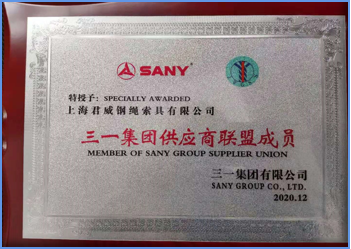 SANY
特授予: SPECIALLY AWARDED
上海君威钢绳索具有限公司
三一集团供应商联盟成员
MEMBER OF SANY GROUP SUPPLIER UNION
三一集团有限公司
SANY GROUP CO., LTD.
2020.12